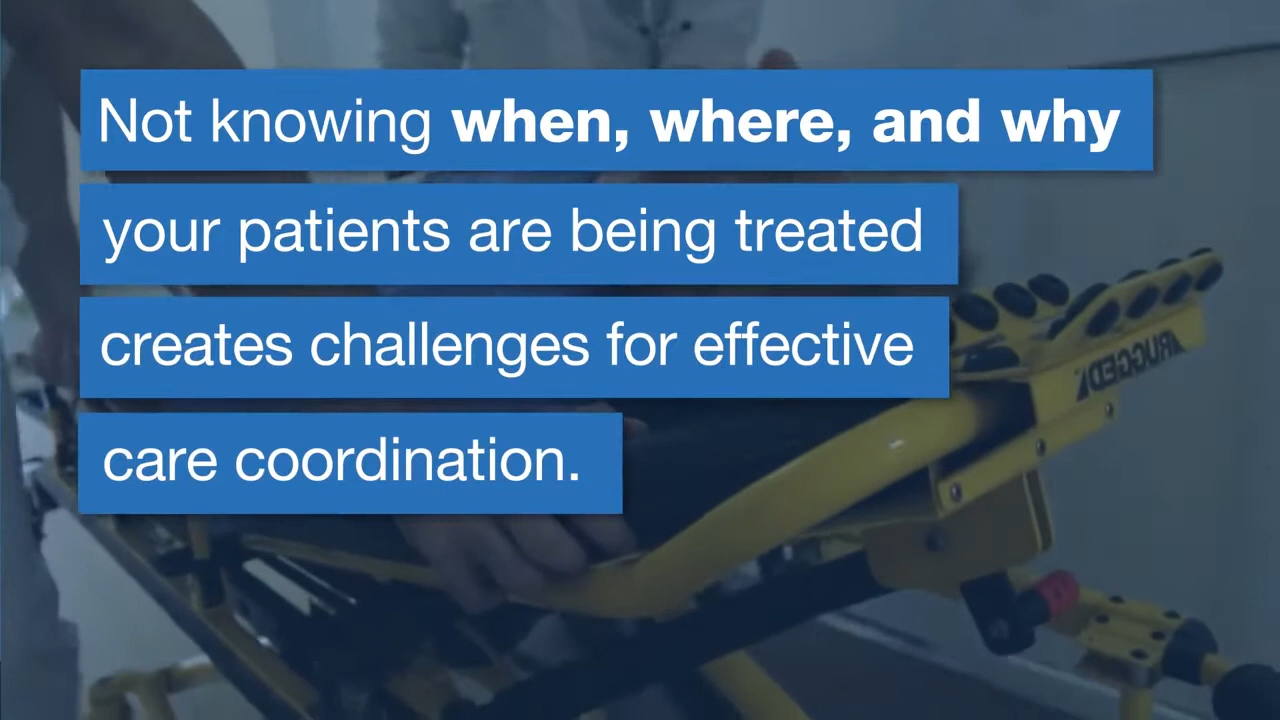 Not knowing when, where, and why
your patients are being treated
creates challenges for effective
care coordination.
RUGGED